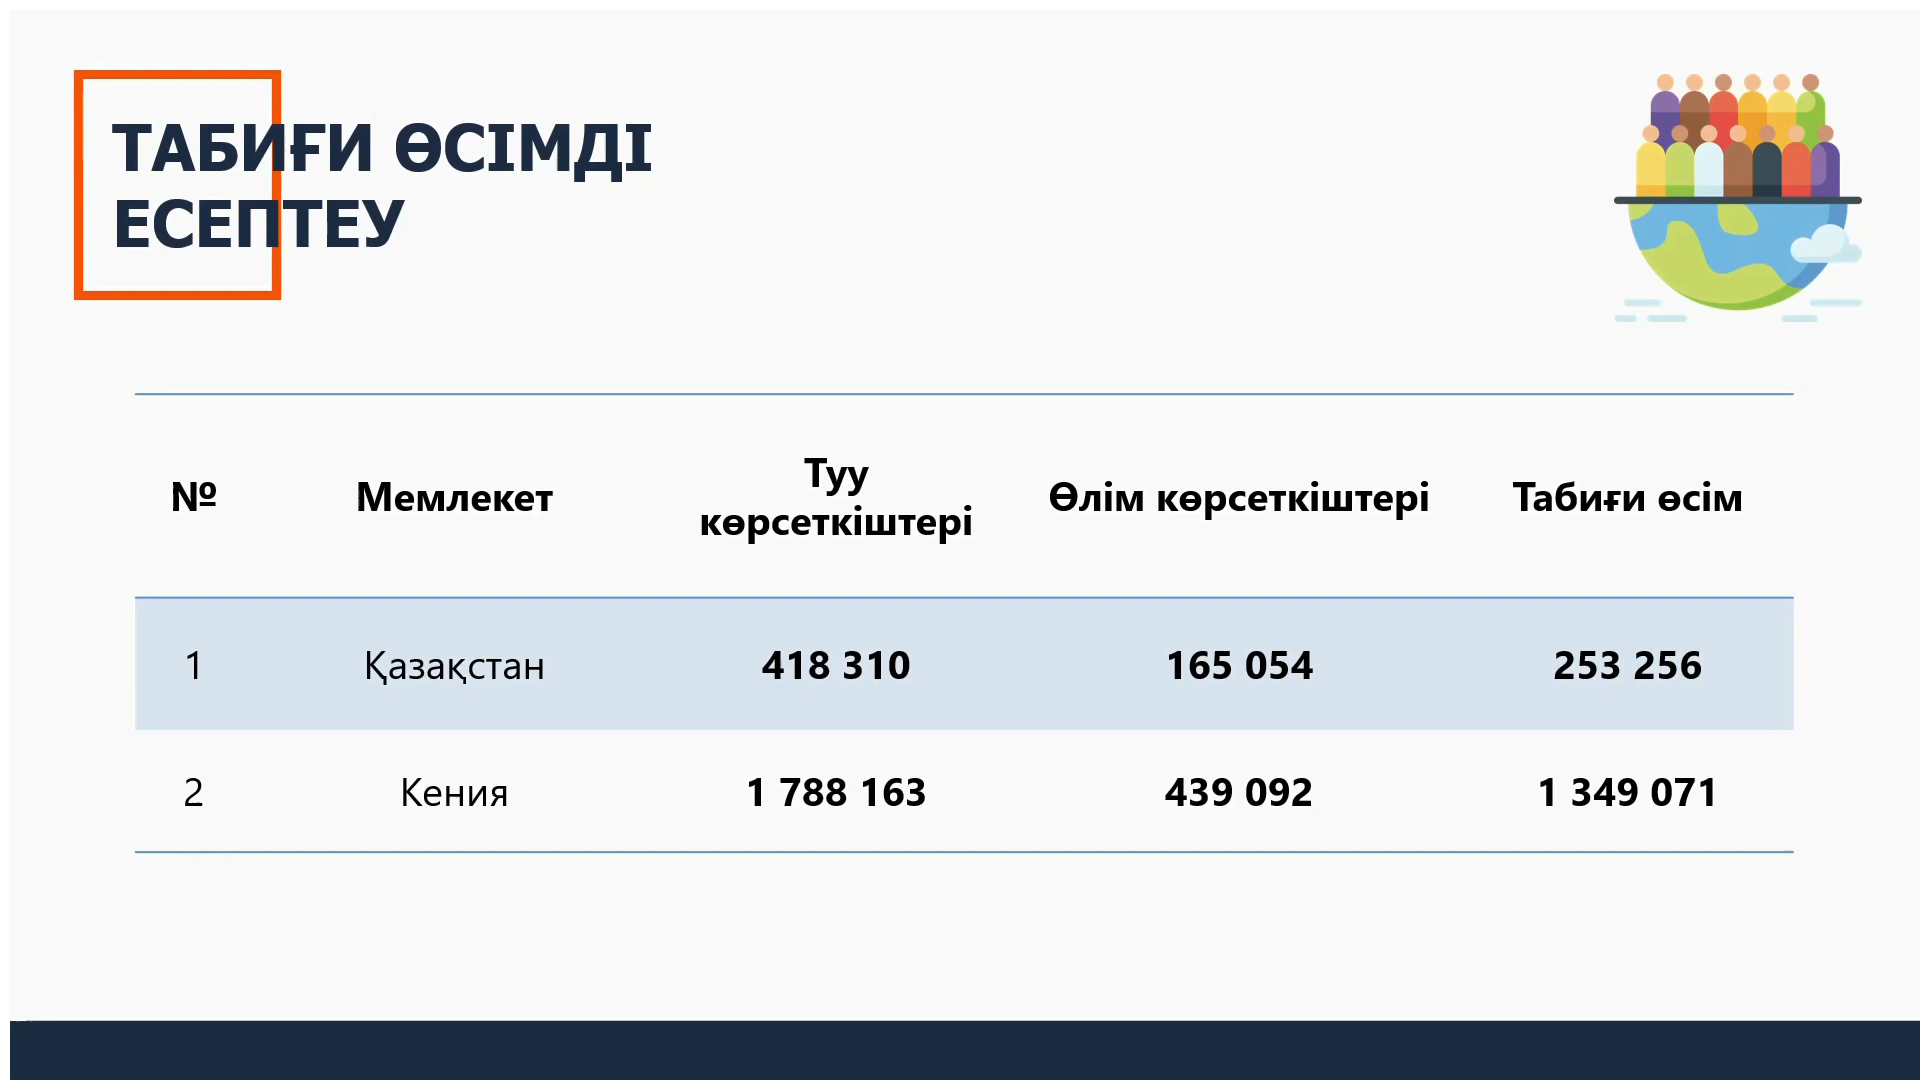 ТАБИҒИ ӨСІМДІ
ЕСЕПТЕУ
№ Мемлекет Туу көрсеткіштері Өлім көрсеткіштері Табиғи өсім
1 Қазақстан 418 310 165 054 253 256
2 Кения 1 788 163 439 092 1 349 071